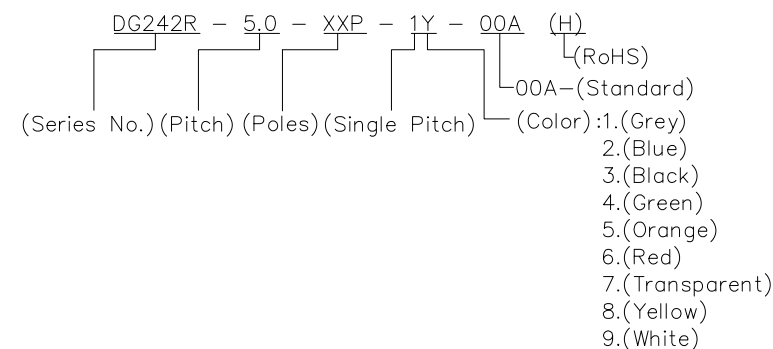 DG242R - 5.0 - XXP - 1Y - 00A (H)
(RoHS)
00A-(Standard)
(Series No.) (Pitch) (Poles) (Single Pitch) (Color):1.(Grey)
2.(Blue)
3.(Black)
4.(Green)
5.(Orange)
6.(Red)
7.(Transparent)
8.(Yellow)
9.(White)